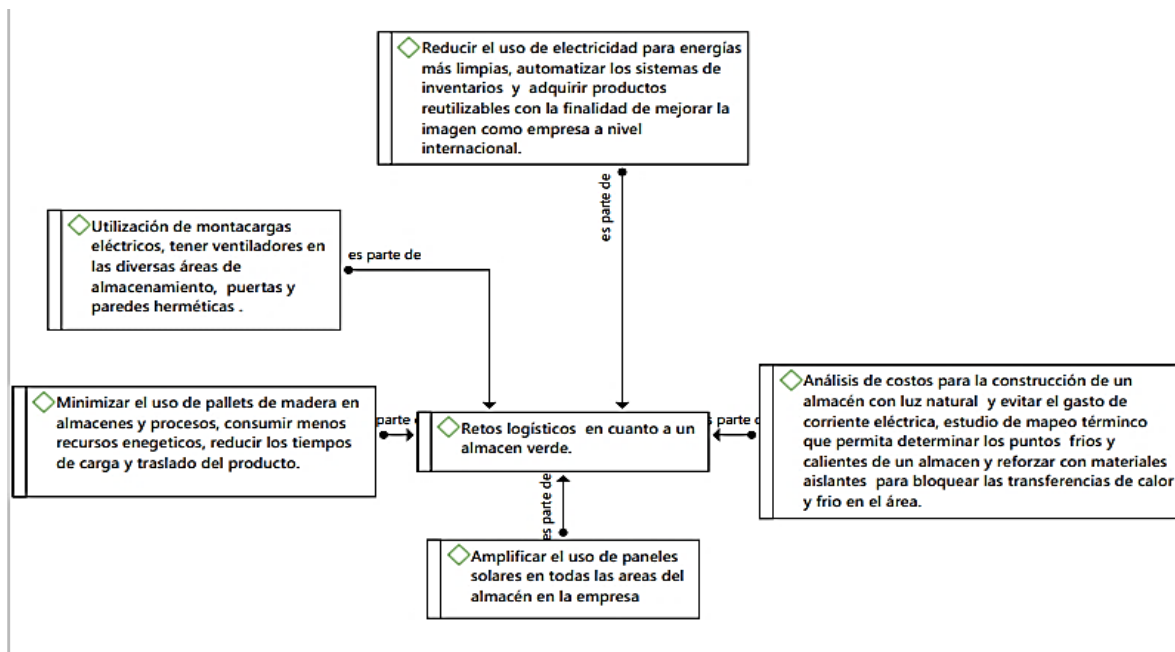 Reducir el uso de electricidad para energías
más limpias, automatizar los sistemas de
inventarios y adquirir productos
reutilizables con la finalidad de mejorar la
imagen como empresa a nivel
internacional.
es parte de
Utilización de montacargas
eléctricos, tener ventiladores en
las diversas áreas de
almacenamiento, puertas y
paredes herméticas .
es parte de
Minimizar el uso de pallets de madera en
almacenes y procesos, consumir menos
recursos enegeticos, reducir los tiempos
de carga y traslado del producto.
parte
Retos logísticos en cuanto a un
almacen verde.
es parte
Análisis de costos para la construcción de un
almacén con luz natural y evitar el gasto de
corriente eléctrica, estudio de mapeo términco
que permita determinar los puntos frios y
calientes de un almacen y reforzar con materiales
aislantes para bloquear las transferencias de calor
y frio en el área.
es parte de
Amplificar el uso de paneles
solares en todas las areas del
almacén en la empresa